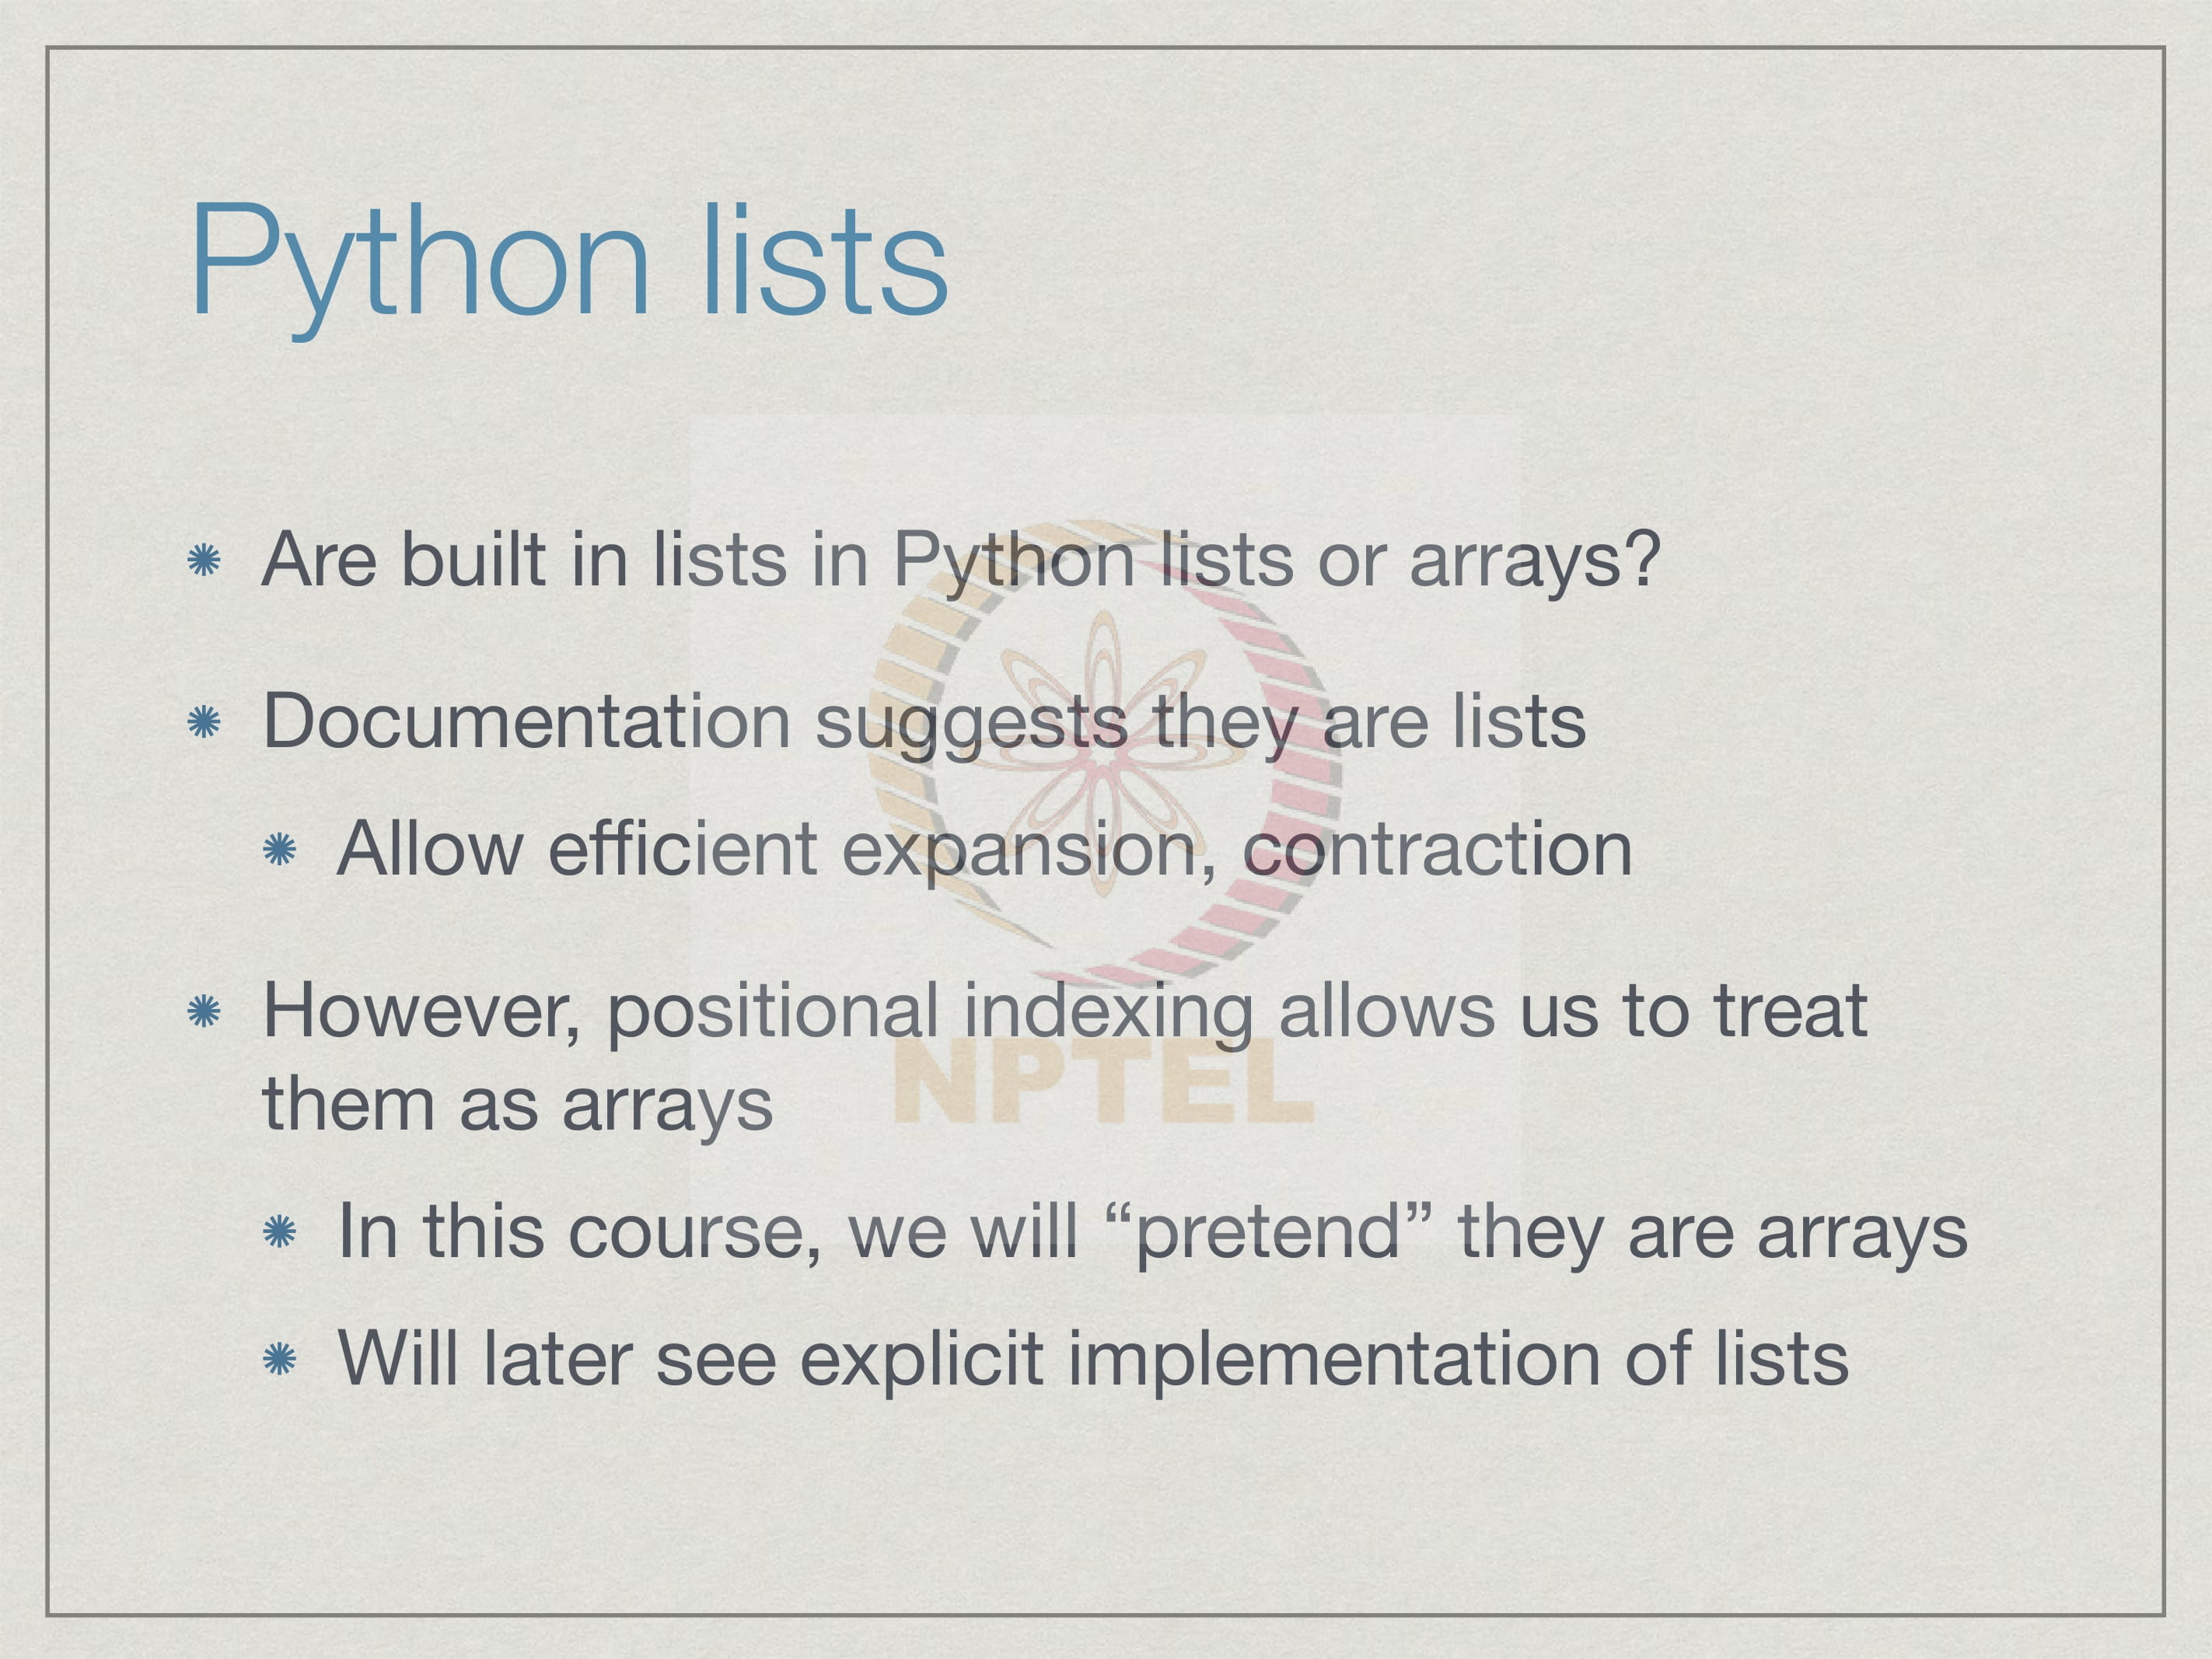 Python lists
Are built in lists in Python lists or arrays?
Documentation suggests they are lists
Allow efficient expansion, contraction
However, positional indexing allows us to treat
them as arrays
NPTEL
In this course, we will “pretend” they are arrays
Will later see explicit implementation of lists